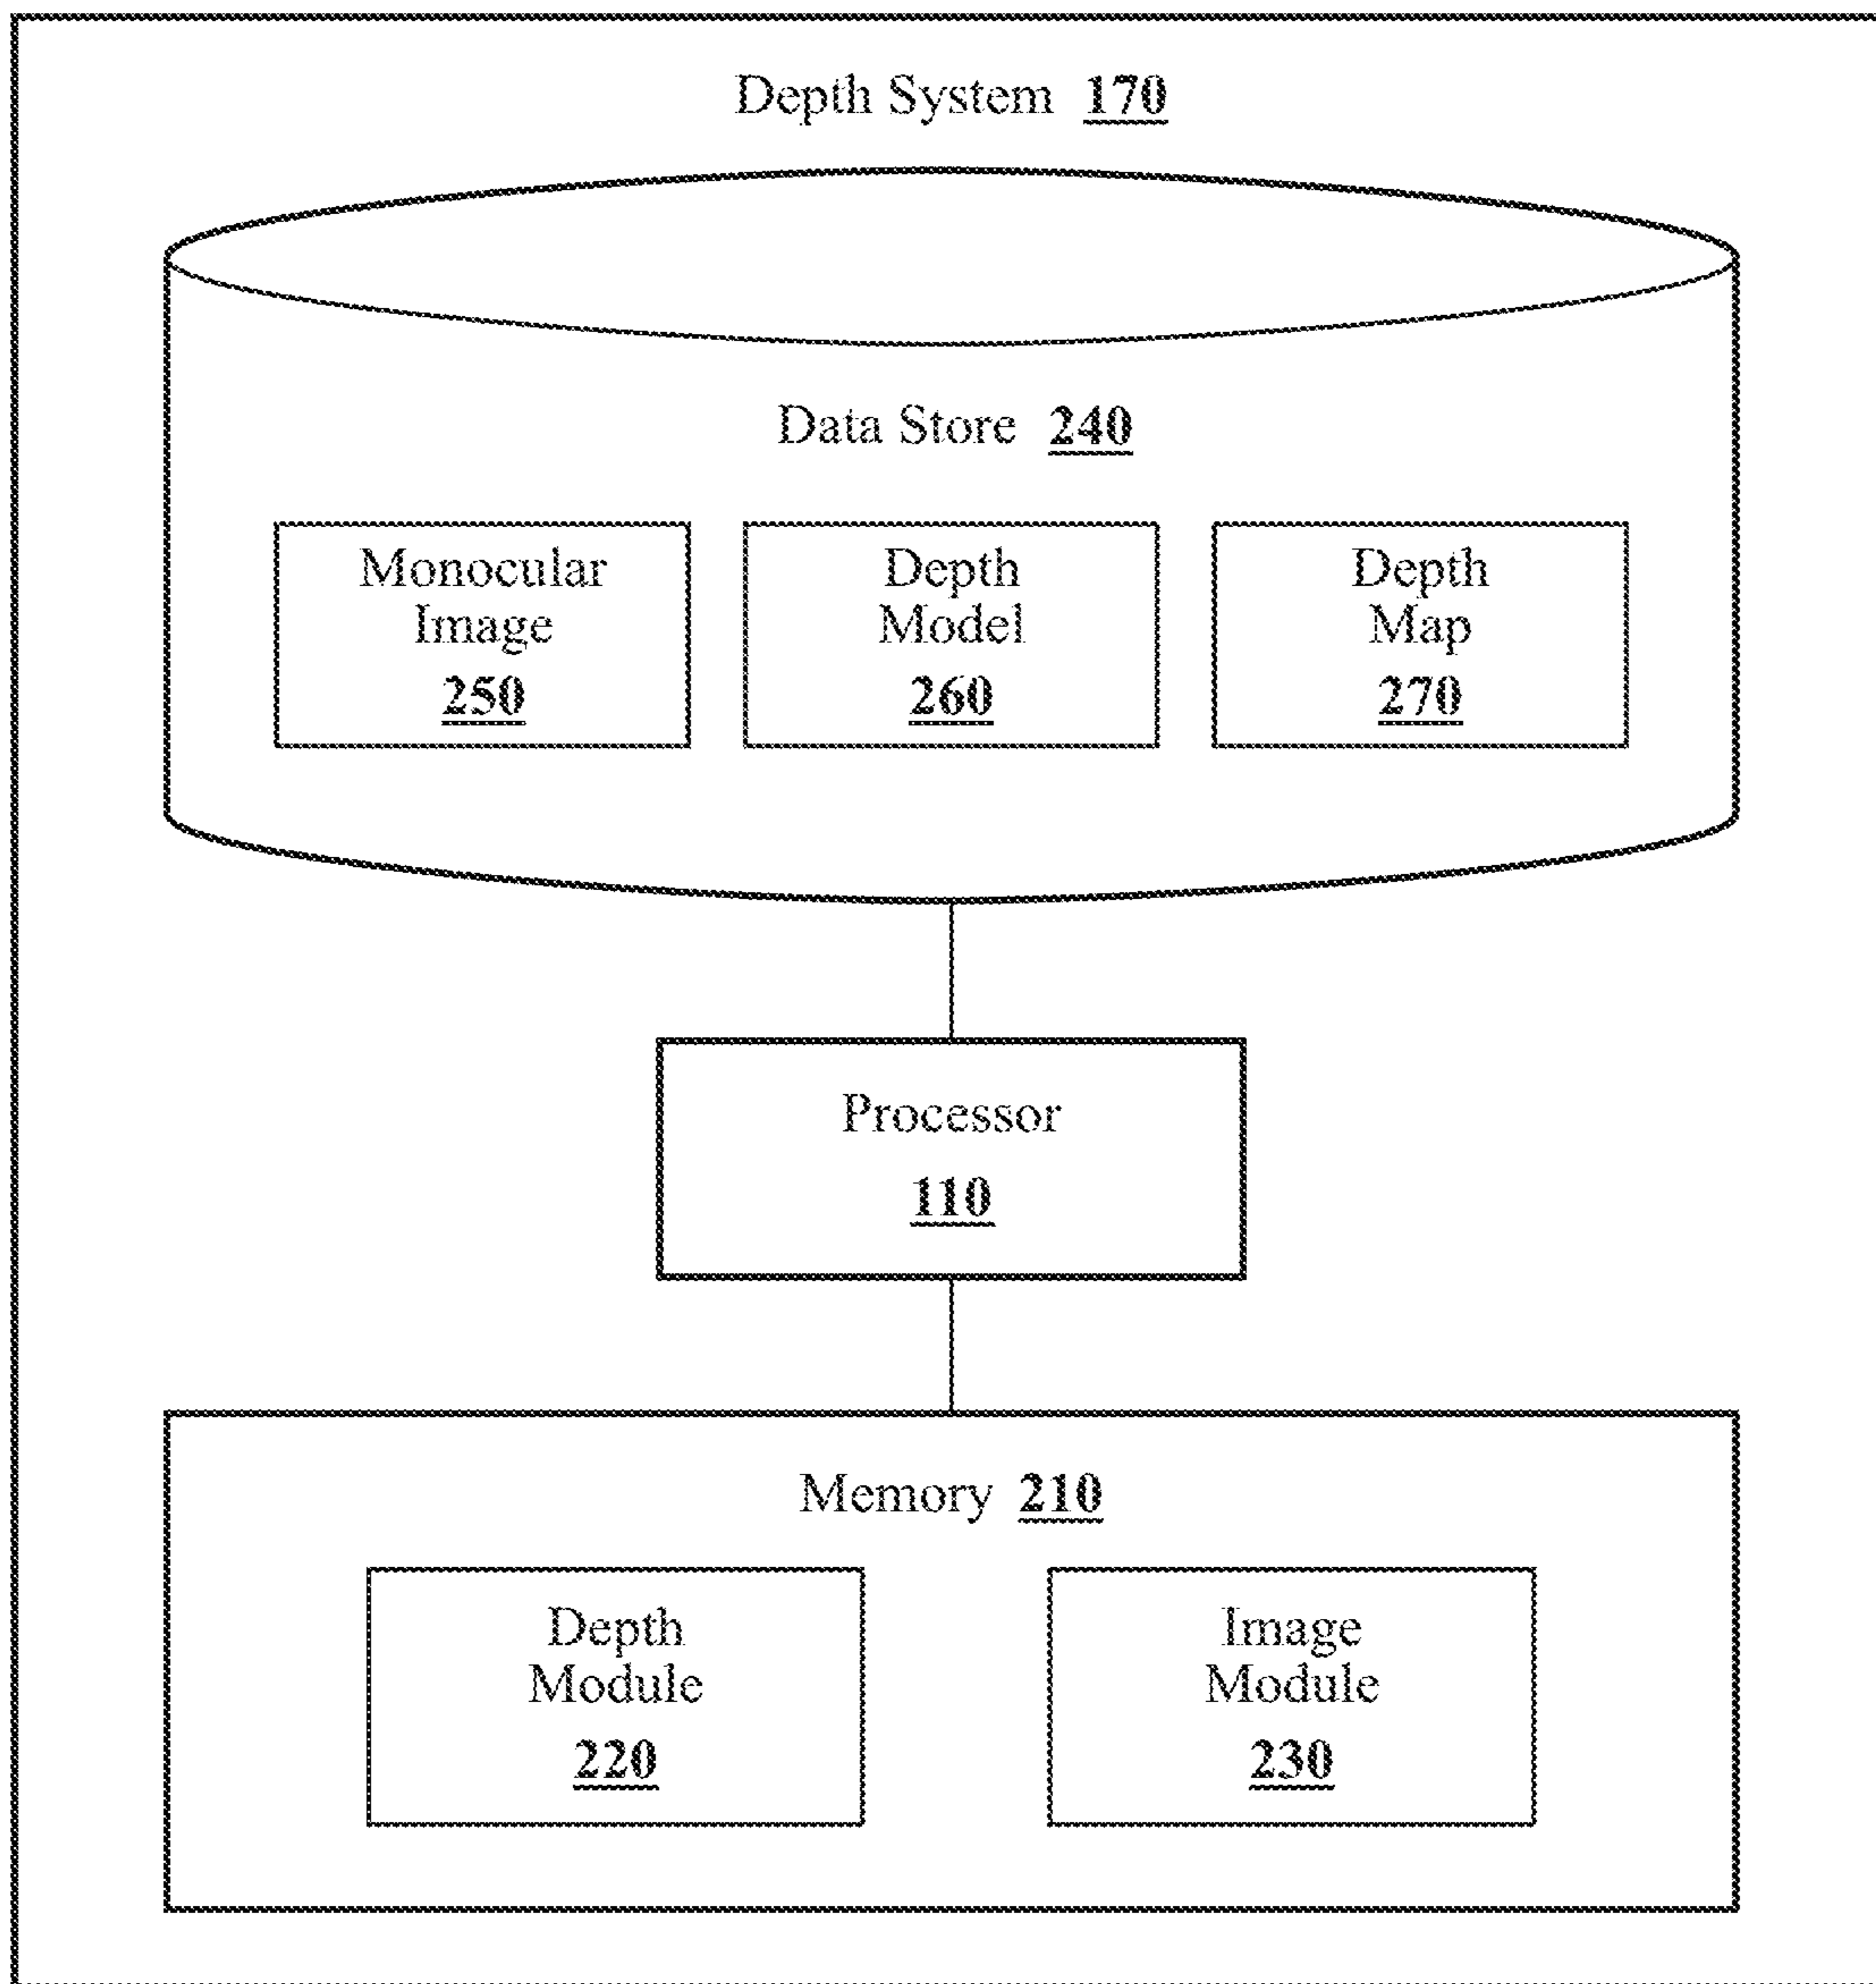 Depth System 170
Data Store 240
Monocular
Image
250
Depth
Model
260
Depth
Map
270
Processor
110
Memory 210
Depth
Module
220
Image
Module
230